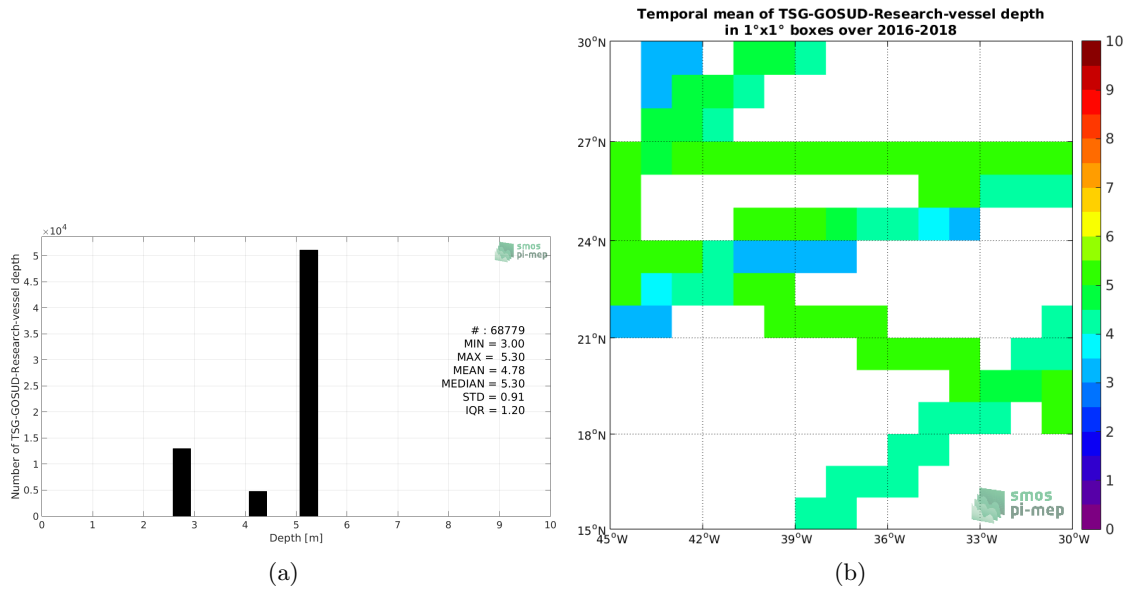 ×10⁴
5
4.5
4
3.5
3
2.5
2
1.5
1
0.5
0
0 1 2 3 4 5 6 7 8 9 10
Number of TSG-GOSUD-Research-vessel depth
Depth [m]
smos
pi-mep
# : 68779
MIN = 3.00
MAX = 5.30
MEAN = 4.78
MEDIAN = 5.30
STD = 0.91
IQR = 1.20
(a)
Temporal mean of TSG-GOSUD-Research-vessel depth
in 1°x1° boxes over 2016-2018
30°N
27°N
24°N
21°N
18°N
15°N
45°W 42°W 39°W 36°W 33°W 30°W
smos
pi-mep
10
9
8
7
6
5
4
3
2
1
0
(b)